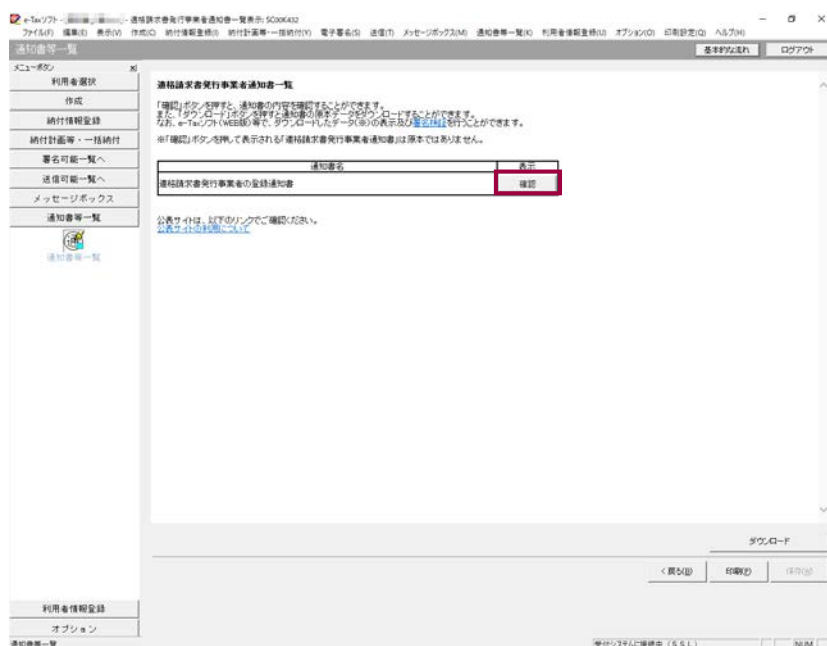 e-Taxソフト - 適格請求書発行事業者通知書一覧表示: SC00K432
ファイル(F) 編集(E) 表示(V) 作成(C) 納付情報登録(I) 納付計画等・一括納付(Y) 電子署名(S) 送信(T) メッセージボックス(M) 通知書等一覧(K) 利用者情報登録(U) オプション(O) 印刷設定(Q) ヘルプ(H)
通知書等一覧 基本的な流れ ログアウト
メニューボタン
利用者選択
作成
納付情報登録
納付計画等・一括納付
署名可能一覧へ
送信可能一覧へ
メッセージボックス
通知書等一覧
通知書等一覧
適格請求書発行事業者通知書一覧
「確認」ボタンを押すと、通知書の内容を確認することができます。
また、「ダウンロード」ボタンを押すと通知書の原本データをダウンロードすることができます。
なお、e-Taxソフト(WEB版)等で、ダウンロードしたデータ(※)の表示及び署名検証を行うことができます。
※「確認」ボタンを押して表示される「適格請求書発行事業者通知書」は原本ではありません。
通知書名 表示
適格請求書発行事業者の登録通知書 確認
公表サイトは、以下のリンクでご確認ください。
公表サイトの利用について
ダウンロード
< 戻る(B) 印刷(P) 保存(W)
利用者情報登録
オプション
通知書等一覧 受付システムに接続中 (SSL) NUM